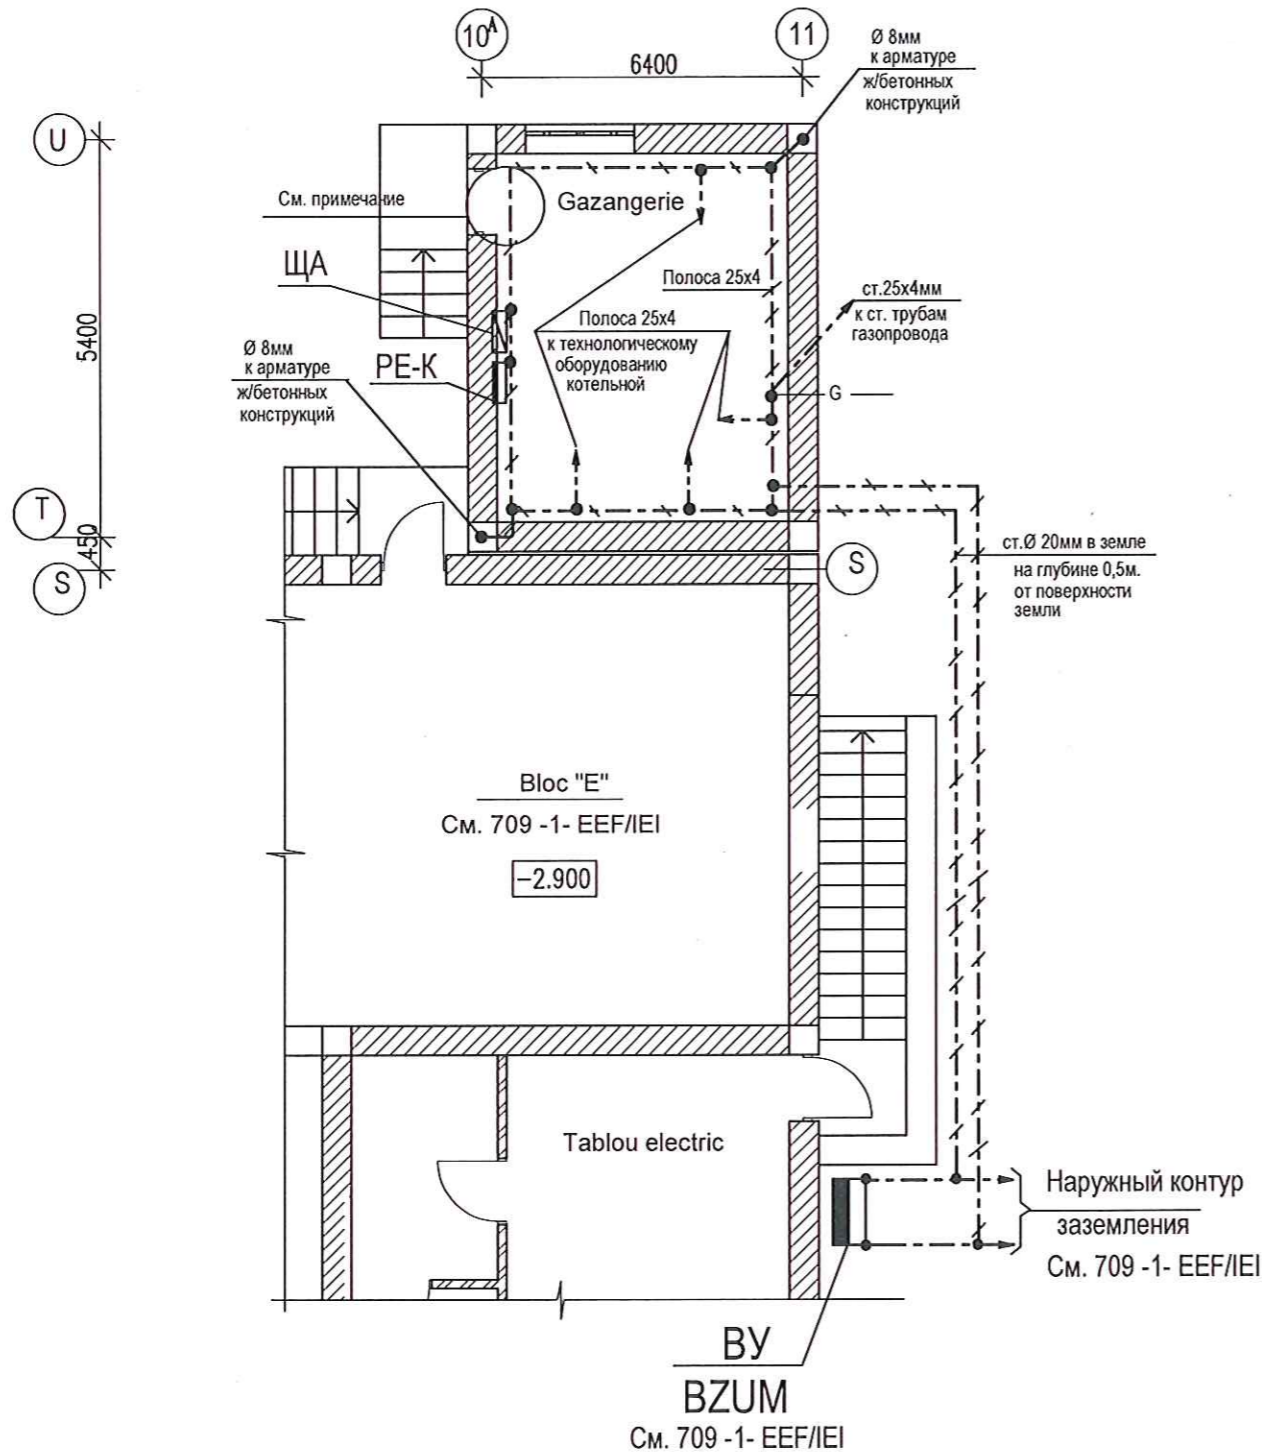 10А
11
6400
Ø 8мм
к арматуре
ж/бетонных
конструкций
U
См. примечание
Gazangerie
ЩА
Полоса 25х4
ст.25х4мм
к ст. трубам
газопровода
Полоса 25х4
к технологическому
оборудованию
котельной
5400
Ø 8мм
к арматуре
ж/бетонных
конструкций
РЕ-К
G
T
450
S
S
ст.Ø 20мм в земле
на глубине 0,5м.
от поверхности
земли
Bloc "E"
См. 709 -1- EEF/IEI
−2.900
Tablou electric
Наружный контур
заземления
См. 709 -1- EEF/IEI
ВУ
BZUM
См. 709 -1- EEF/IEI